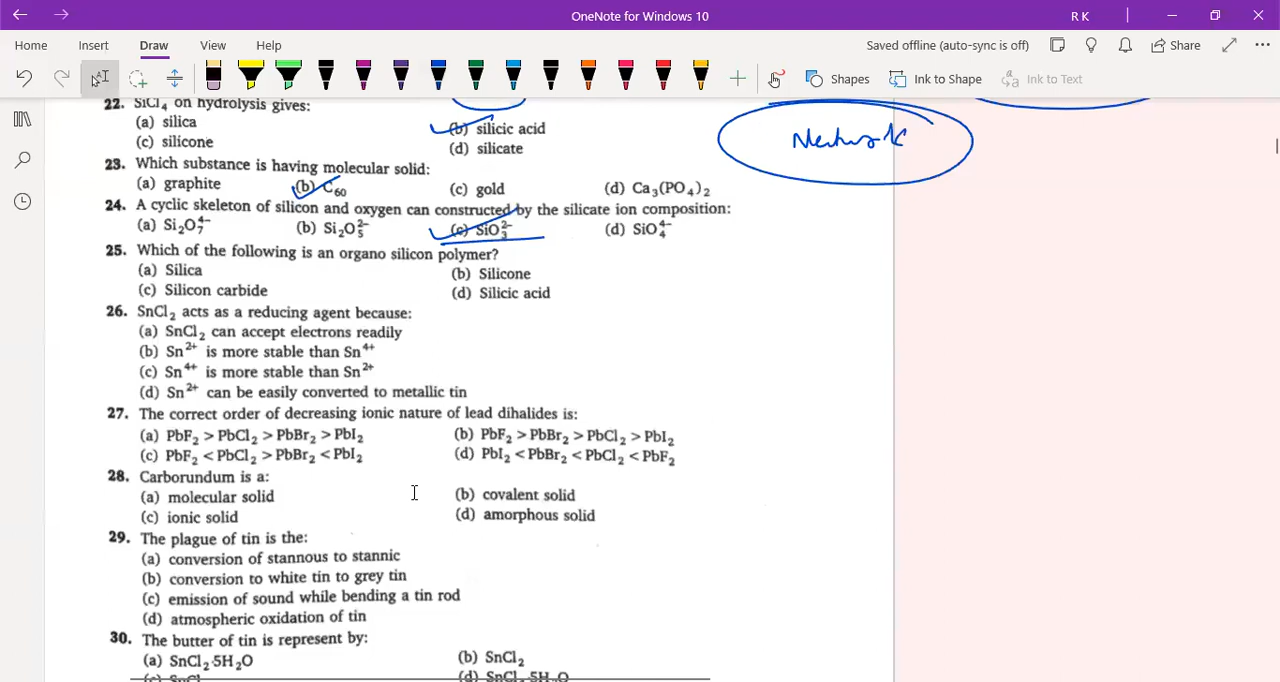 OneNote for Windows 10
R K
Home Insert Draw View Help
Saved offline (auto-sync is off)
Share
Shapes
Ink to Shape
Ink to Text
22. SiCl₄ on hydrolysis gives:
(a) silica (b) silicic acid
(c) silicone (d) silicate
Network
23. Which substance is having molecular solid:
(a) graphite (b) C₆₀ (c) gold (d) Ca₃(PO₄)₂
24. A cyclic skeleton of silicon and oxygen can constructed by the silicate ion composition:
(a) Si₂O₇⁴⁻ (b) Si₂O₅²⁻ (c) SiO₃²⁻ (d) SiO₄⁴⁻
25. Which of the following is an organo silicon polymer?
(a) Silica (b) Silicone
(c) Silicon carbide (d) Silicic acid
26. SnCl₂ acts as a reducing agent because:
(a) SnCl₂ can accept electrons readily
(b) Sn²⁺ is more stable than Sn⁴⁺
(c) Sn⁴⁺ is more stable than Sn²⁺
(d) Sn²⁺ can be easily converted to metallic tin
27. The correct order of decreasing ionic nature of lead dihalides is:
(a) PbF₂ > PbCl₂ > PbBr₂ > PbI₂ (b) PbF₂ > PbBr₂ > PbCl₂ > PbI₂
(c) PbF₂ < PbCl₂ > PbBr₂ < PbI₂ (d) PbI₂ < PbBr₂ < PbCl₂ < PbF₂
28. Carborundum is a:
(a) molecular solid (b) covalent solid
(c) ionic solid (d) amorphous solid
29. The plague of tin is the:
(a) conversion of stannous to stannic
(b) conversion to white tin to grey tin
(c) emission of sound while bending a tin rod
(d) atmospheric oxidation of tin
30. The butter of tin is represent by:
(a) SnCl₂·5H₂O (b) SnCl₂